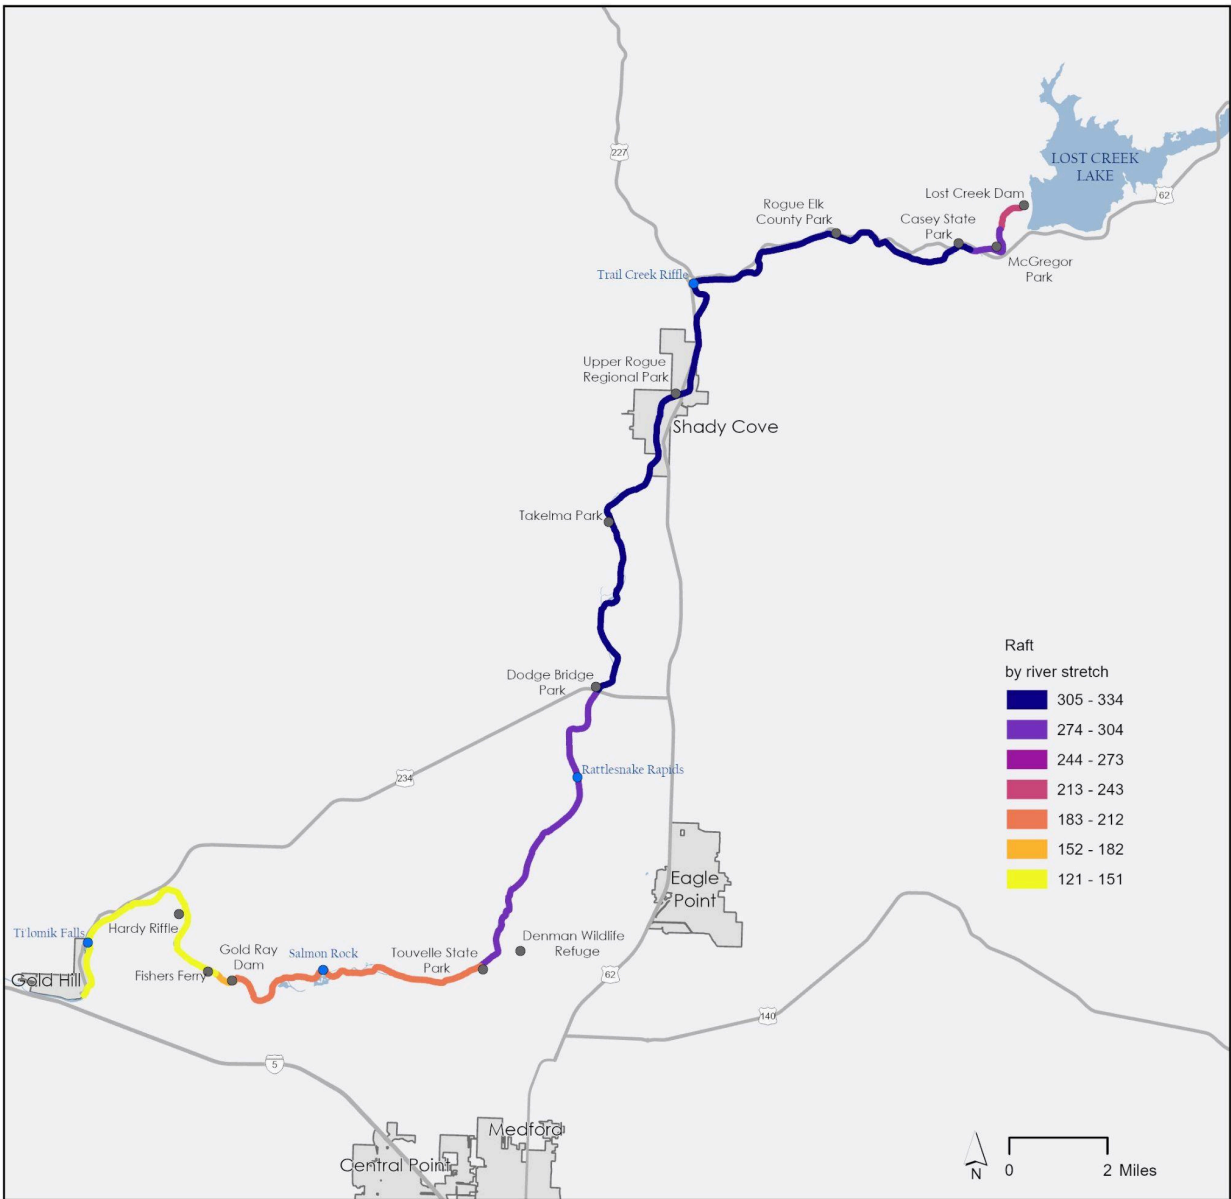 227
LOST CREEK
LAKE
62
Lost Creek Dam
Rogue Elk
County Park
Casey State
Park
McGregor
Park
Trail Creek Riffle
Upper Rogue
Regional Park
Shady Cove
Takelma Park
Dodge Bridge
Park
Rattlesnake Rapids
234
Raft
by river stretch
305 - 334
274 - 304
244 - 273
213 - 243
183 - 212
152 - 182
121 - 151
Eagle
Point
Ti'lomik Falls
Hardy Riffle
Gold Ray
Dam
Salmon Rock
Touvelle State
Park
Denman Wildlife
Refuge
Gold Hill
Fishers Ferry
62
140
5
Medford
Central Point
N
0
2 Miles